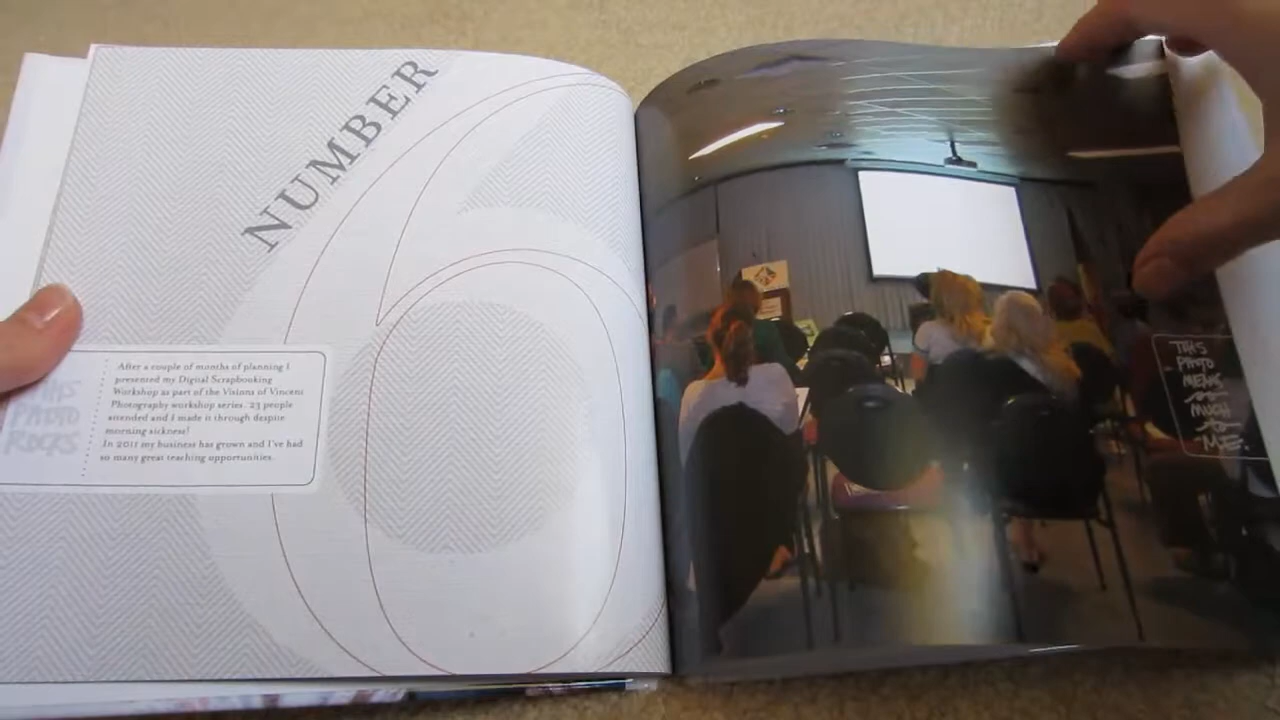 NUMBER
6
After a couple of months of planning I
presented my Digital Scrapbooking
Workshop as part of the Visions of Vincent
Photography workshop series. 23 people
attended and I made it through despite
morning sickness!
In 2011 my business has grown and I've had
so many great teaching opportunities.
THIS
PHOTO
ROCKS
THIS
PHOTO
MEANS
so
MUCH
to
ME.